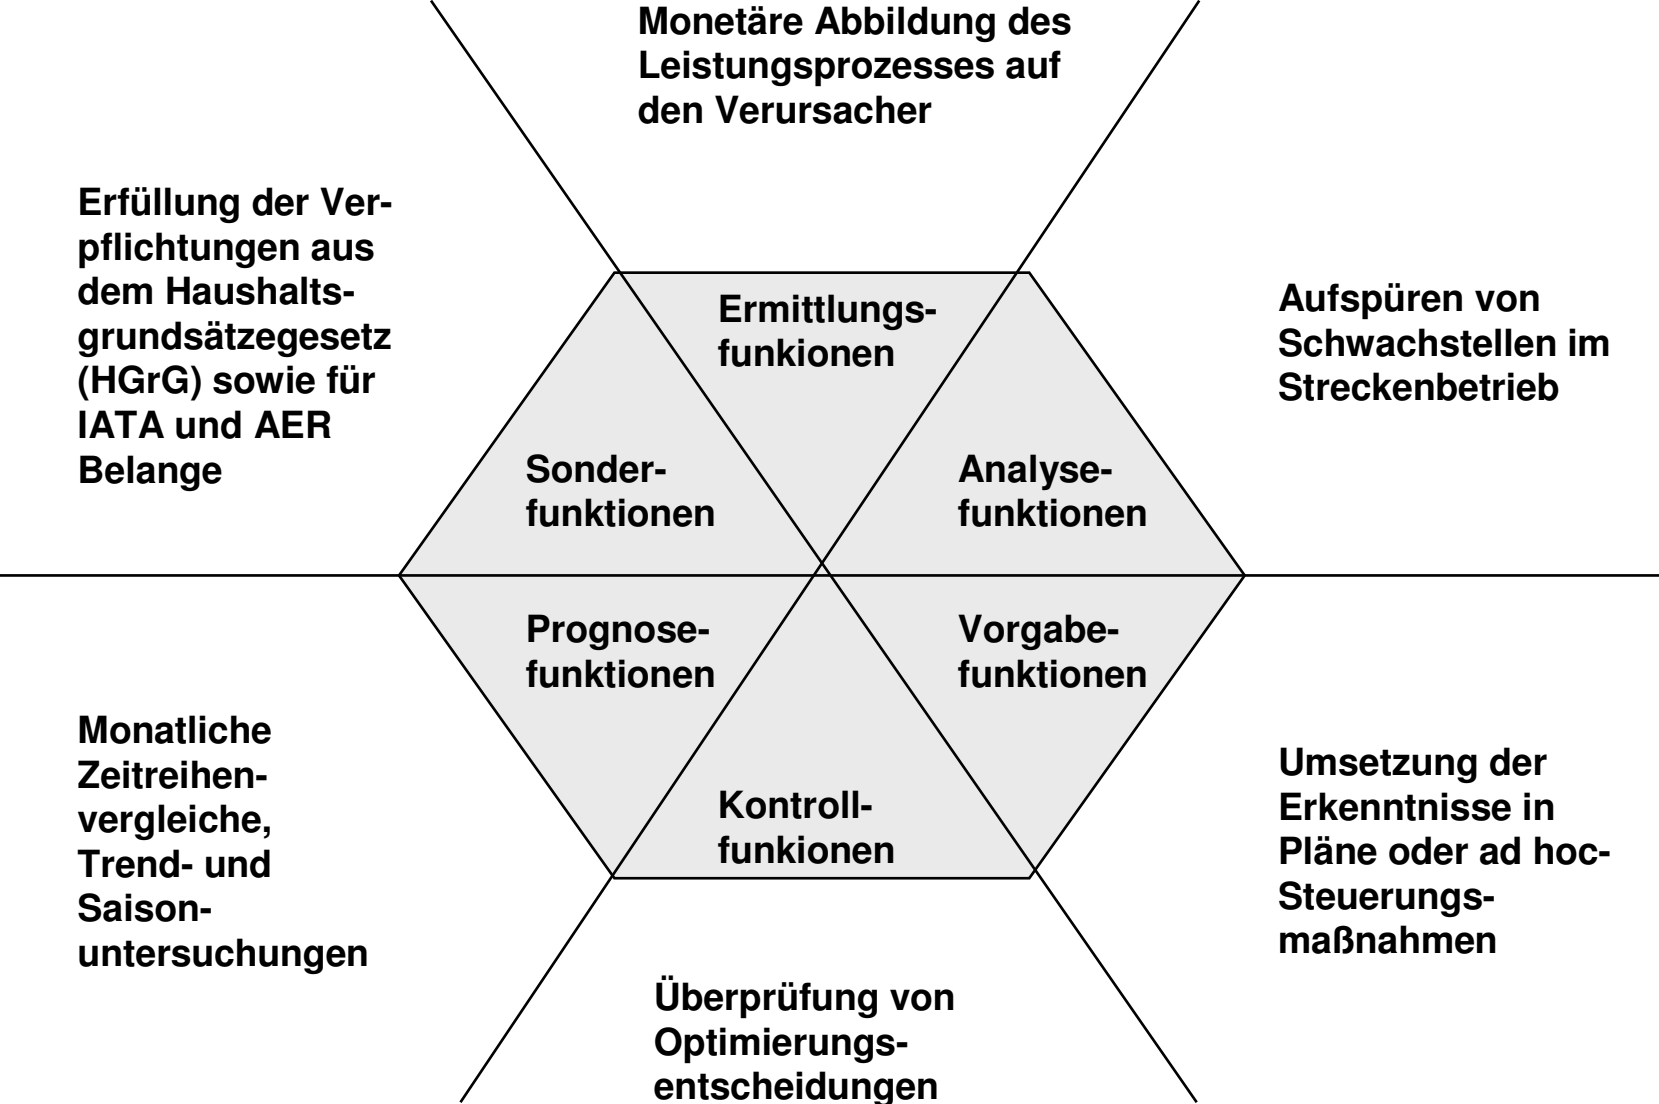 Monetäre Abbildung des
Leistungsprozesses auf
den Verursacher
Erfüllung der Ver-
pflichtungen aus
dem Haushalts-
grundsätzegesetz
(HGrG) sowie für
IATA und AER
Belange
Ermittlungs-
funkionen
Aufspüren von
Schwachstellen im
Streckenbetrieb
Sonder-
funktionen
Analyse-
funktionen
Prognose-
funktionen
Vorgabe-
funktionen
Monatliche
Zeitreihen-
vergleiche,
Trend- und
Saison-
untersuchungen
Kontroll-
funkionen
Umsetzung der
Erkenntnisse in
Pläne oder ad hoc-
Steuerungs-
maßnahmen
Überprüfung von
Optimierungs-
entscheidungen